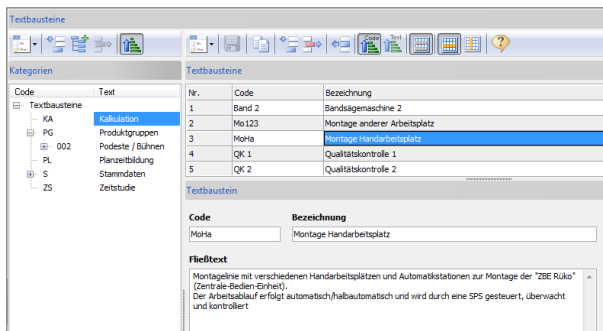 Textbausteine
Code Text
Kategorien
Code Text
Textbausteine
KA Kalkulation
PG Produktgruppen
002 Podeste / Bühnen
PL Planzeitbildung
S Stammdaten
ZS Zeitstudie
Textbausteine
Nr. Code Bezeichnung
1 Band 2 Bandsägemaschine 2
2 Mo123 Montage anderer Arbeitsplatz
3 MoHa Montage Handarbeitsplatz
4 QK 1 Qualitätskontrolle 1
5 QK 2 Qualitätskontrolle 2
Textbaustein
Code Bezeichnung
MoHa Montage Handarbeitsplatz
Fließtext
Montagelinie mit verschiedenen Handarbeitsplätzen und Automatikstationen zur Montage der "ZBE Rüko"
(Zentrale-Bedien-Einheit).
Der Arbeitsablauf erfolgt automatisch/halbautomatisch und wird durch eine SPS gesteuert, überwacht
und kontrolliert